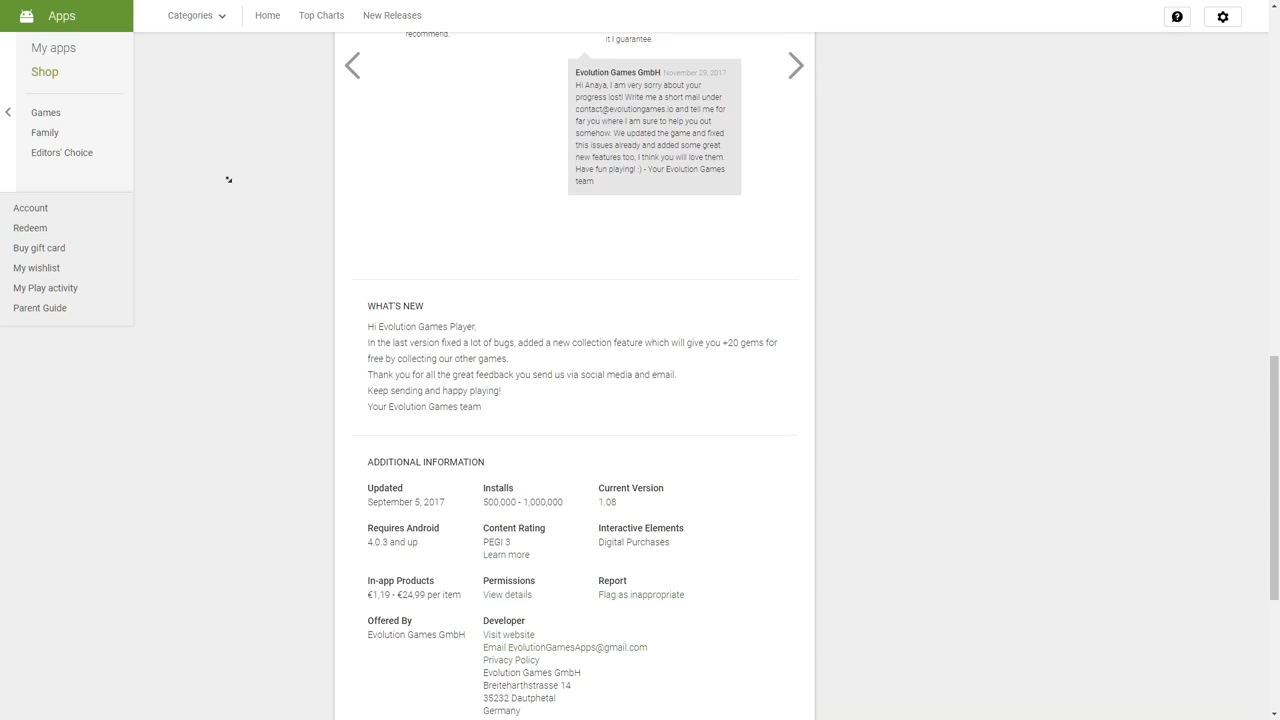 Apps
Categories
Home
Top Charts
New Releases
My apps
Shop
Games
Family
Editors' Choice
Account
Redeem
Buy gift card
My wishlist
My Play activity
Parent Guide
recommend.
It I guarantee.
Evolution Games GmbH November 29, 2017
Hi Anaya, I am very sorry about your
progress lost! Write me a short mail under
contact@evolutiongames.io and tell me for
far you where I am sure to help you out
somehow. We updated the game and fixed
this issues already and added some great
new features too, I think you will love them.
Have fun playing! :) - Your Evolution Games
team
WHAT'S NEW
Hi Evolution Games Player,
In the last version fixed a lot of bugs, added a new collection feature which will give you +20 gems for
free by collecting our other games.
Thank you for all the great feedback you send us via social media and email.
Keep sending and happy playing!
Your Evolution Games team
ADDITIONAL INFORMATION
Updated
September 5, 2017
Installs
500,000 - 1,000,000
Current Version
1.08
Requires Android
4.0.3 and up
Content Rating
PEGI 3
Learn more
Interactive Elements
Digital Purchases
In-app Products
€1,19 - €24,99 per item
Permissions
View details
Report
Flag as inappropriate
Offered By
Evolution Games GmbH
Developer
Visit website
Email EvolutionGamesApps@gmail.com
Privacy Policy
Evolution Games GmbH
Breiteharthstrasse 14
35232 Dautphetal
Germany